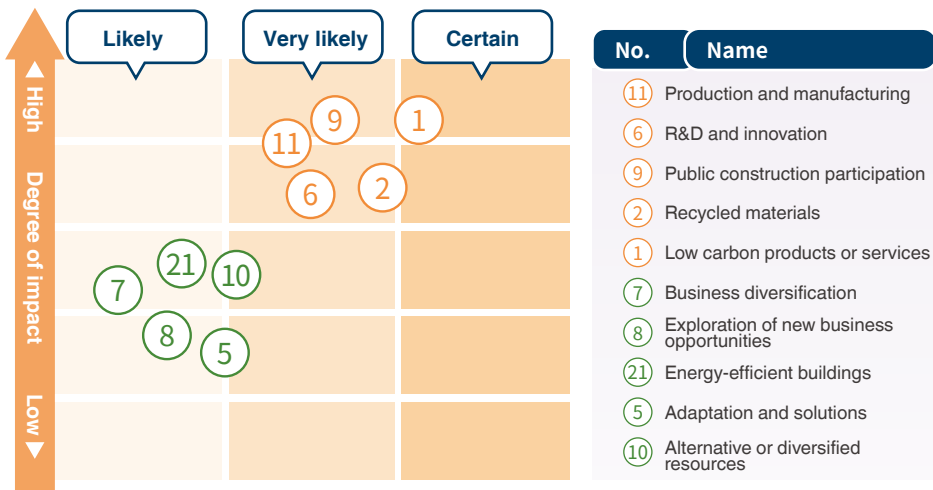 Likely
Very likely
Certain
▲ High
Degree of impact
Low ▼
9
1
11
6
2
21
10
7
8
5
No. Name
11 Production and manufacturing
6 R&D and innovation
9 Public construction participation
2 Recycled materials
1 Low carbon products or services
7 Business diversification
8 Exploration of new business
opportunities
21 Energy-efficient buildings
5 Adaptation and solutions
10 Alternative or diversified
resources